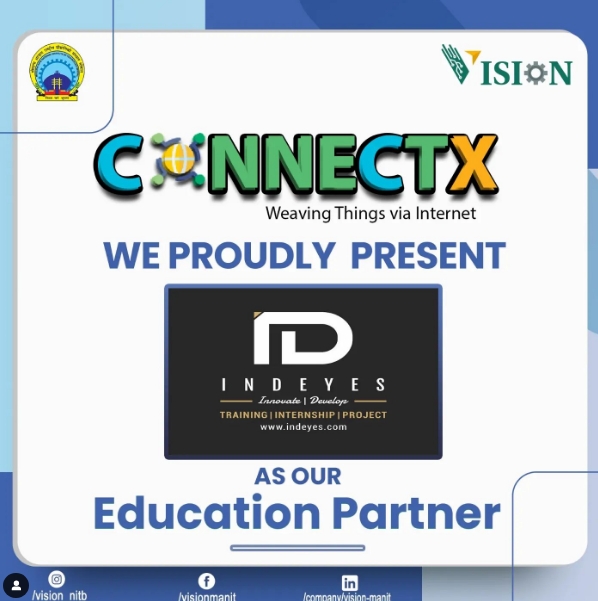 VISION
CONNECTX
Weaving Things via Internet
WE PROUDLY PRESENT
ID
INDEYES
Innovate | Develop
TRAINING | INTERNSHIP | PROJECT
www.indeyes.com
AS OUR
Education Partner
/vision_nitb
/visionmanit
/company/vision-manit